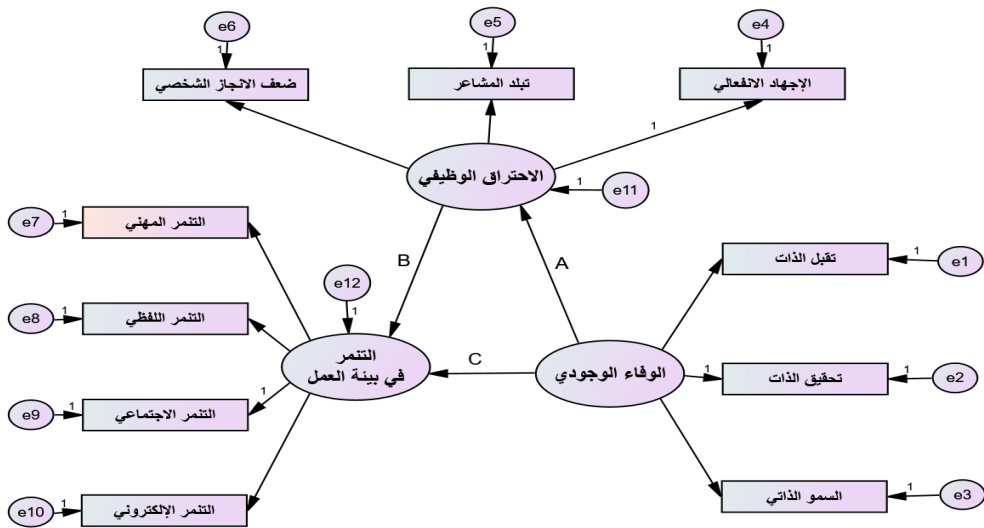 e6
e5
e4
1
1
1
ضعف الانجاز الشخصي
تبلد المشاعر
الإجهاد الانفعالي
1
الاحتراق الوظيفي
1
e11
e7
1
التنمر المهني
B
A
تقبل الذات
1
e1
e12
1
e8
1
التنمر اللفظي
التنمر
في بيئة العمل
C
الوفاء الوجودي
1
تحقيق الذات
1
e2
e9
1
التنمر الاجتماعي
1
السمو الذاتي
1
e3
e10
1
التنمر الإلكتروني